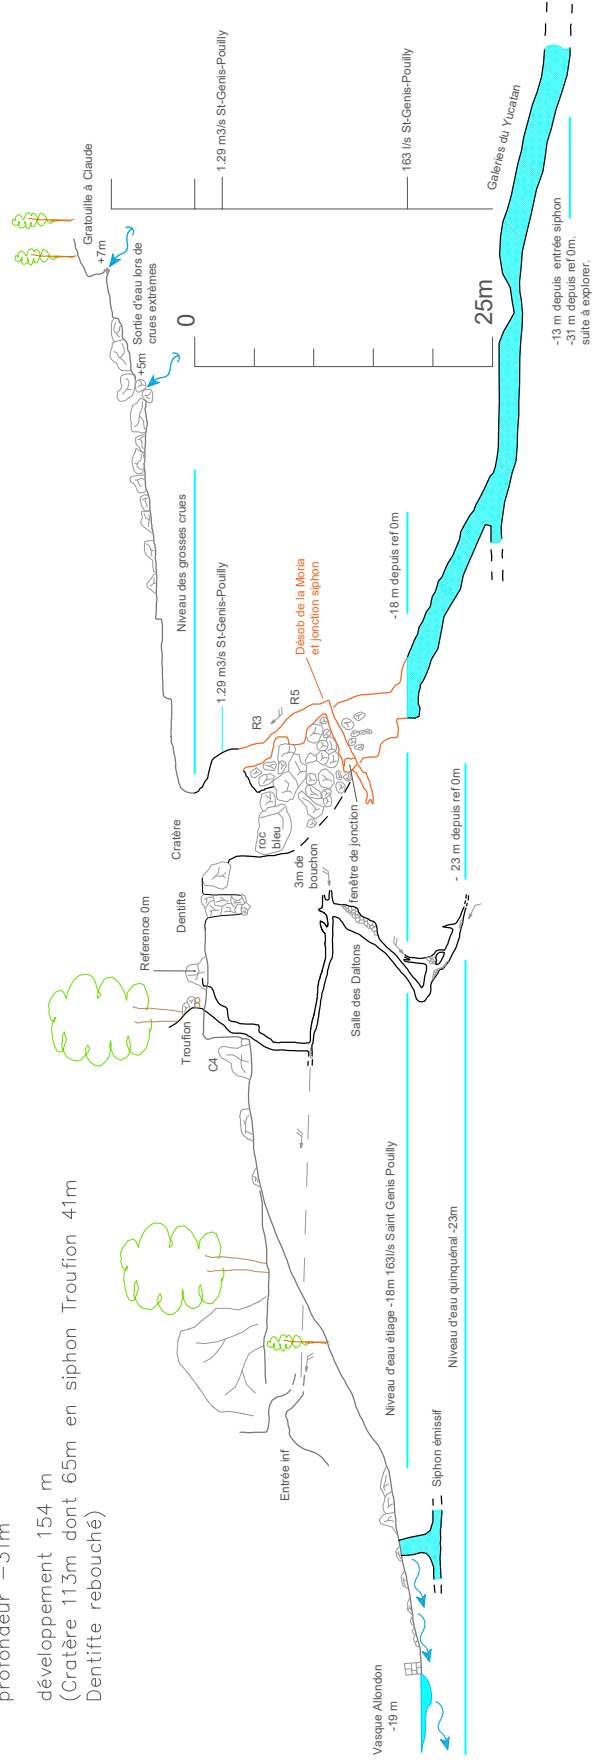 profondeur -31m
développement 154 m
(Cratère 113m dont 65m en siphon Troufion 41m
Dentifte rebouché)
Vasque Allondon
-19 m
Siphon émissif
Entrée inf
Niveau d'eau étiage -18m 163l/s Saint Genis Pouilly
Niveau d'eau quinquénal -23m
Troufion
C4
Reference 0m
Dentifte
Cratère
roc
bleu
3m de
bouchon
fenêtre de jonction
Salle des Daltons
- 23 m depuis ref 0m
R3
R5
1.29 m3/s St-Genis-Pouilly
Niveau des grosses crues
Désob de la Moria
et jonction siphon
-18 m depuis ref 0m
+5m
Sortie d'eau lors de
crues extrèmes
+7m
Gratouille à Claude
0
25m
1.29 m3/s St-Genis-Pouilly
163 l/s St-Genis-Pouilly
Galeries du Yucatan
-13 m depuis entrée siphon
-31 m depuis ref 0m.
suite à explorer.